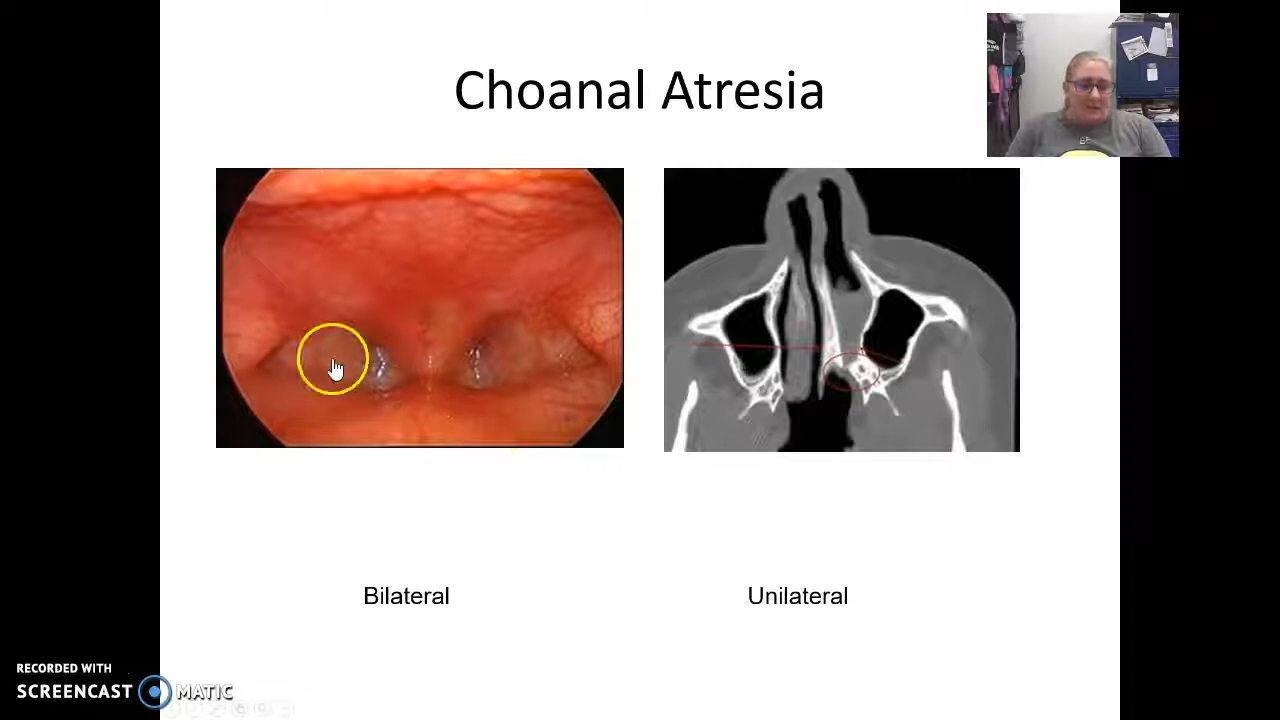 Choanal Atresia
Bilateral
Unilateral
RECORDED WITH
SCREENCAST MATIC